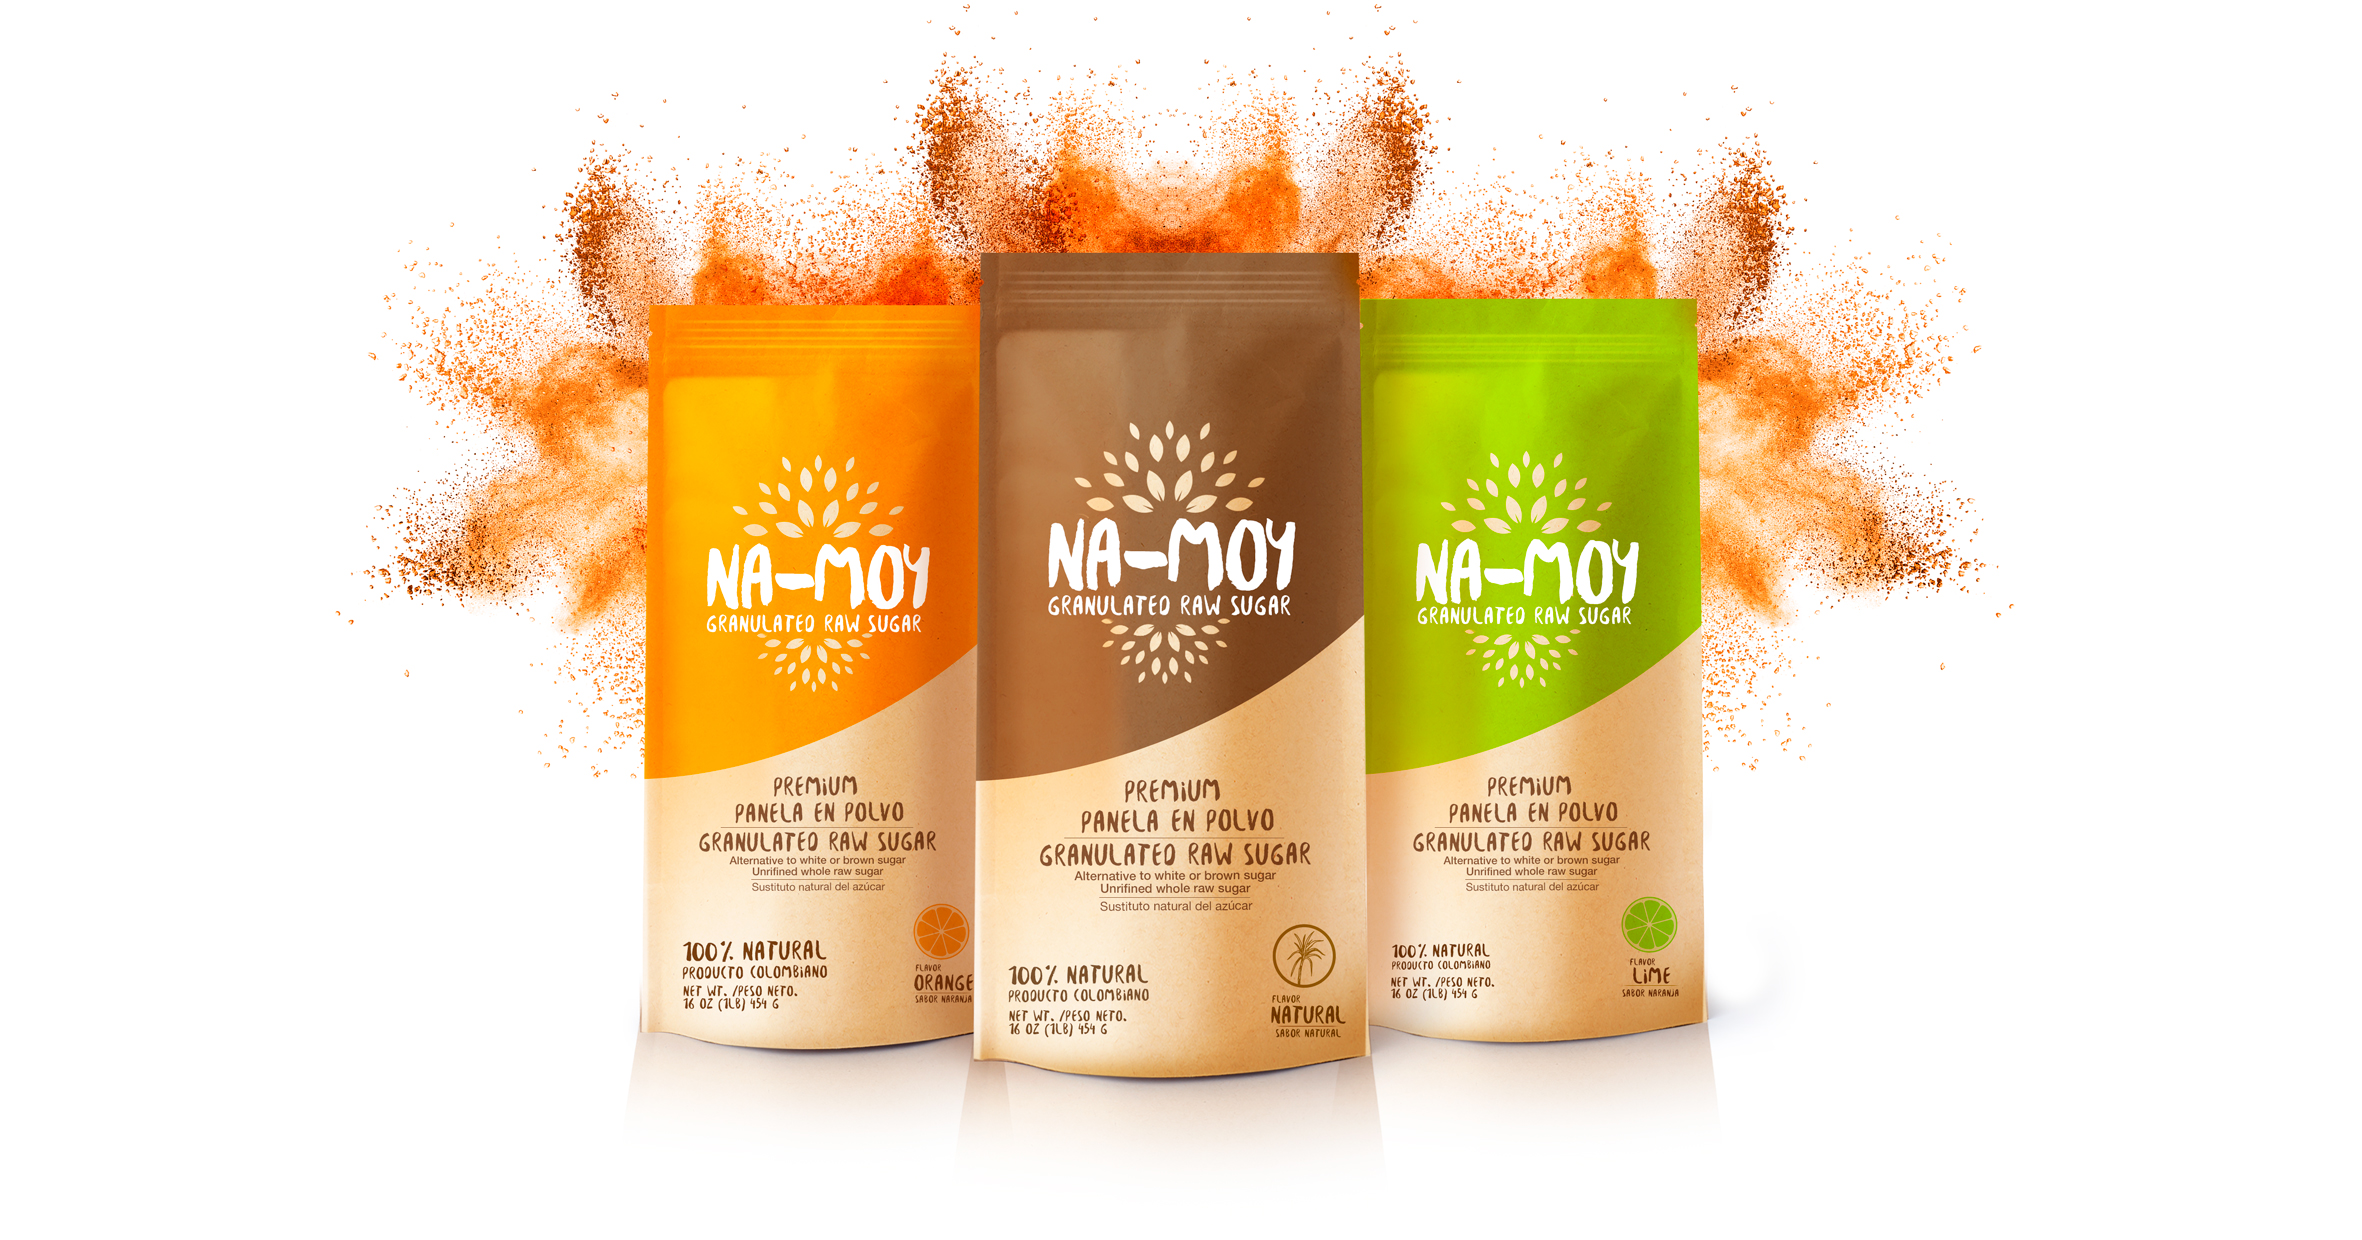 NA-MOY
GRANULATED RAW SUGAR
PREMiUM
PANELA EN POLVO
GRANULATED RAW SUGAR
Alternative to white or brown sugar
Unrifined whole raw sugar
Sustituto natural del azúcar
100% NATURAL
PRODUCTO COLOMBiANO
NET WT. /PESO NETO.
16 OZ (1LB) 454 G
FLAVOR
ORANGE
SABOR NARANJA
NA-MOY
GRANULATED RAW SUGAR
PREMiUM
PANELA EN POLVO
GRANULATED RAW SUGAR
Alternative to white or brown sugar
Unrifined whole raw sugar
Sustituto natural del azúcar
100% NATURAL
PRODUCTO COLOMBiANO
NET WT. /PESO NETO.
16 OZ (1LB) 454 G
FLAVOR
NATURAL
SABOR NATURAL
NA-MOY
GRANULATED RAW SUGAR
PREMiUM
PANELA EN POLVO
GRANULATED RAW SUGAR
Alternative to white or brown sugar
Unrifined whole raw sugar
Sustituto natural del azúcar
100% NATURAL
PRODUCTO COLOMBiANO
NET WT. /PESO NETO.
16 OZ (1LB) 454 G
FLAVOR
LiME
SABOR NARANJA